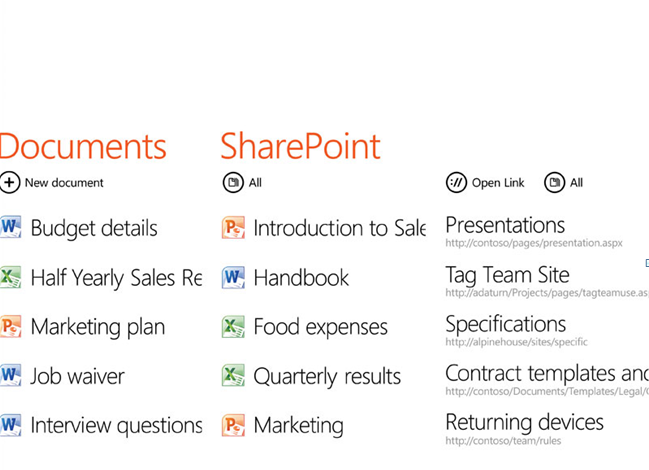 Documents
New document
Budget details
Half Yearly Sales Re
Marketing plan
Job waiver
Interview questions
SharePoint
All
Introduction to Sale
Handbook
Food expenses
Quarterly results
Marketing
Open Link
All
Presentations
http://contoso/pages/presentation.aspx
Tag Team Site
http://adaturn/Projects/pages/tagteamuse.as
Specifications
http://alpinehouse/sites/specific
Contract templates and
http://contoso/Documents/Templates/Legal/
Returning devices
http://contoso/team/rules